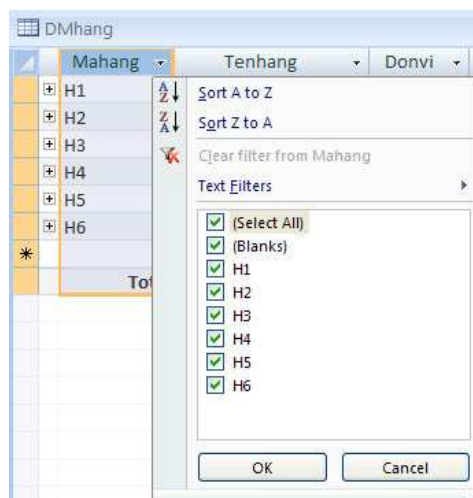 DMhang
Mahang Tenhang Donvi
H1
H2
H3
H4
H5
H6
Tot
Sort A to Z
Sort Z to A
Clear filter from Mahang
Text Filters
(Select All)
(Blanks)
H1
H2
H3
H4
H5
H6
OK Cancel